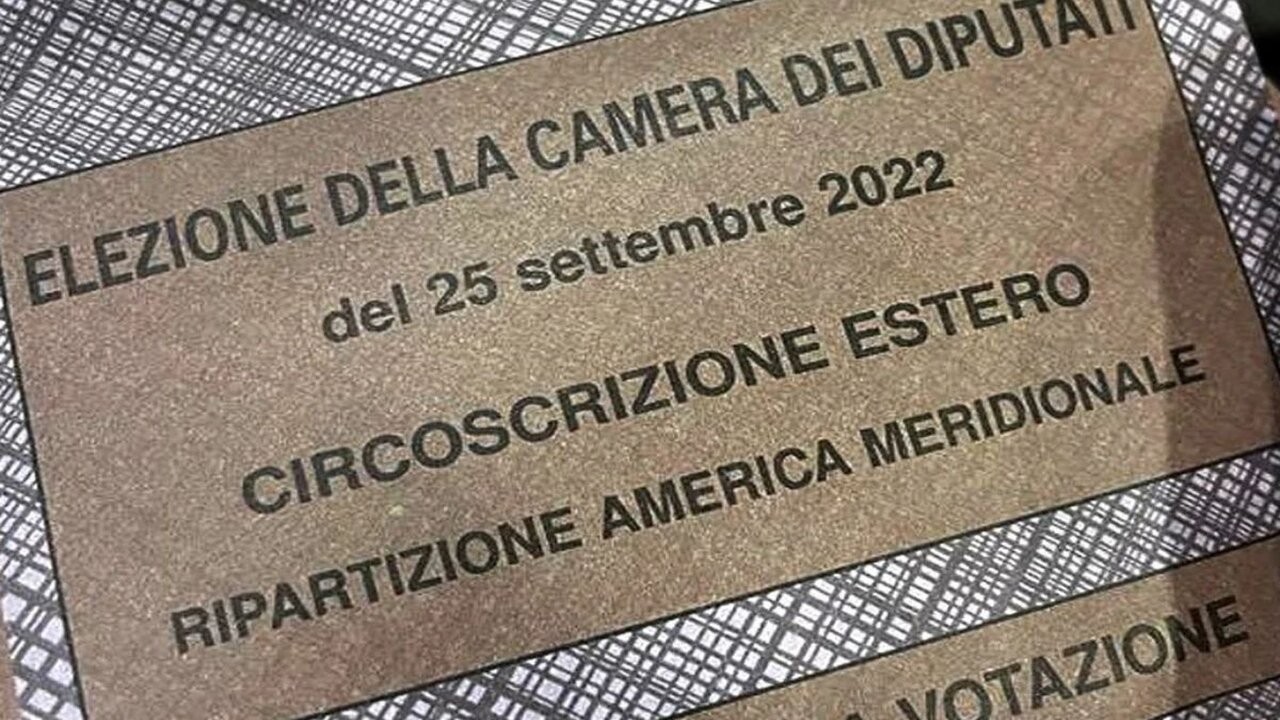 ELEZIONE DELLA CAMERA DEI DIPUTATI
del 25 settembre 2022
CIRCOSCRIZIONE ESTERO
RIPARTIZIONE AMERICA MERIDIONALE
VOTAZIONE